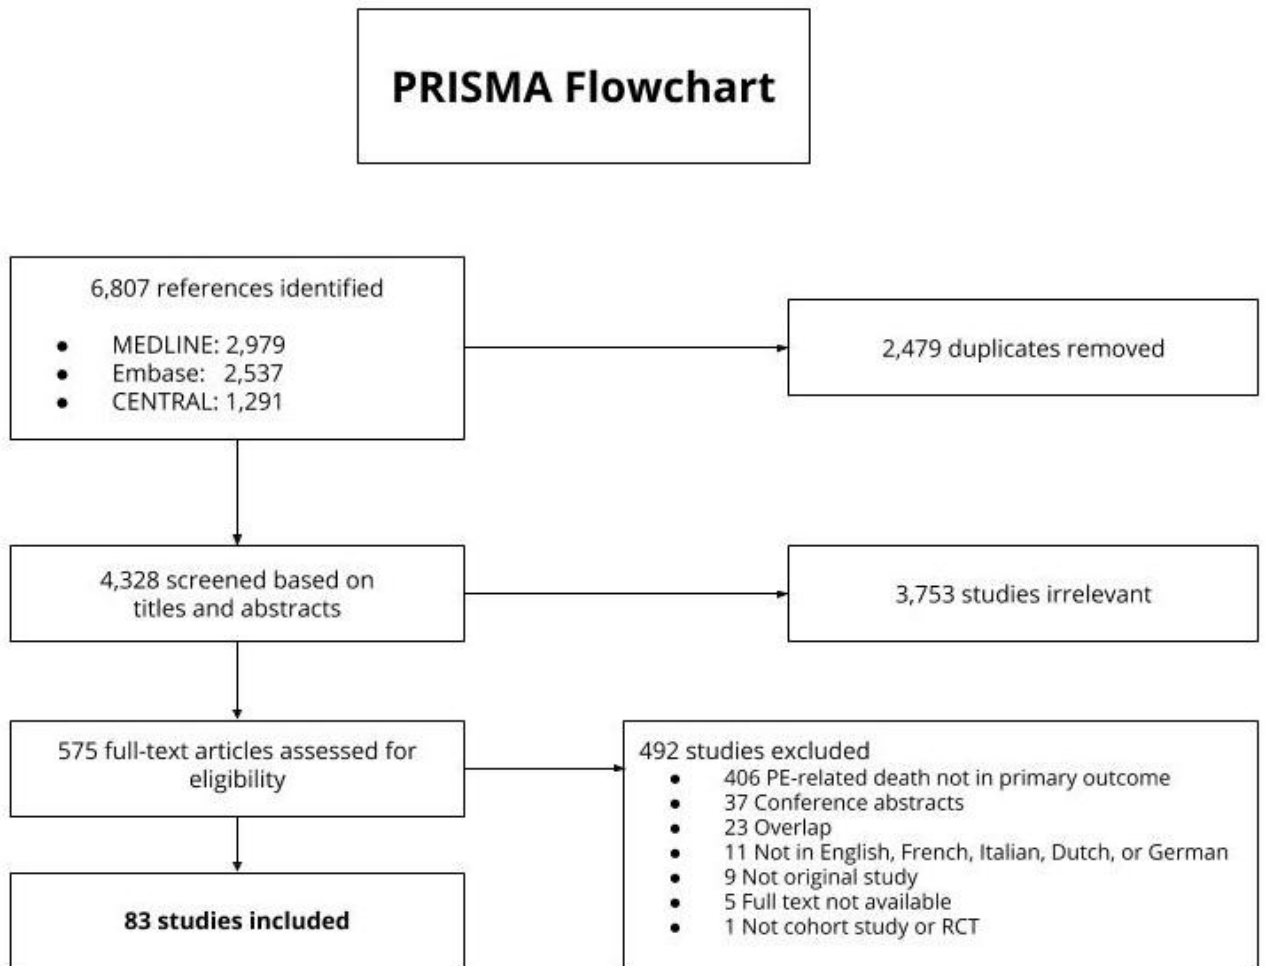 PRISMA Flowchart
6,807 references identified
● MEDLINE: 2,979
● Embase: 2,537
● CENTRAL: 1,291
2,479 duplicates removed
4,328 screened based on
titles and abstracts
3,753 studies irrelevant
575 full-text articles assessed for
eligibility
492 studies excluded
● 406 PE-related death not in primary outcome
● 37 Conference abstracts
● 23 Overlap
● 11 Not in English, French, Italian, Dutch, or German
● 9 Not original study
● 5 Full text not available
● 1 Not cohort study or RCT
83 studies included